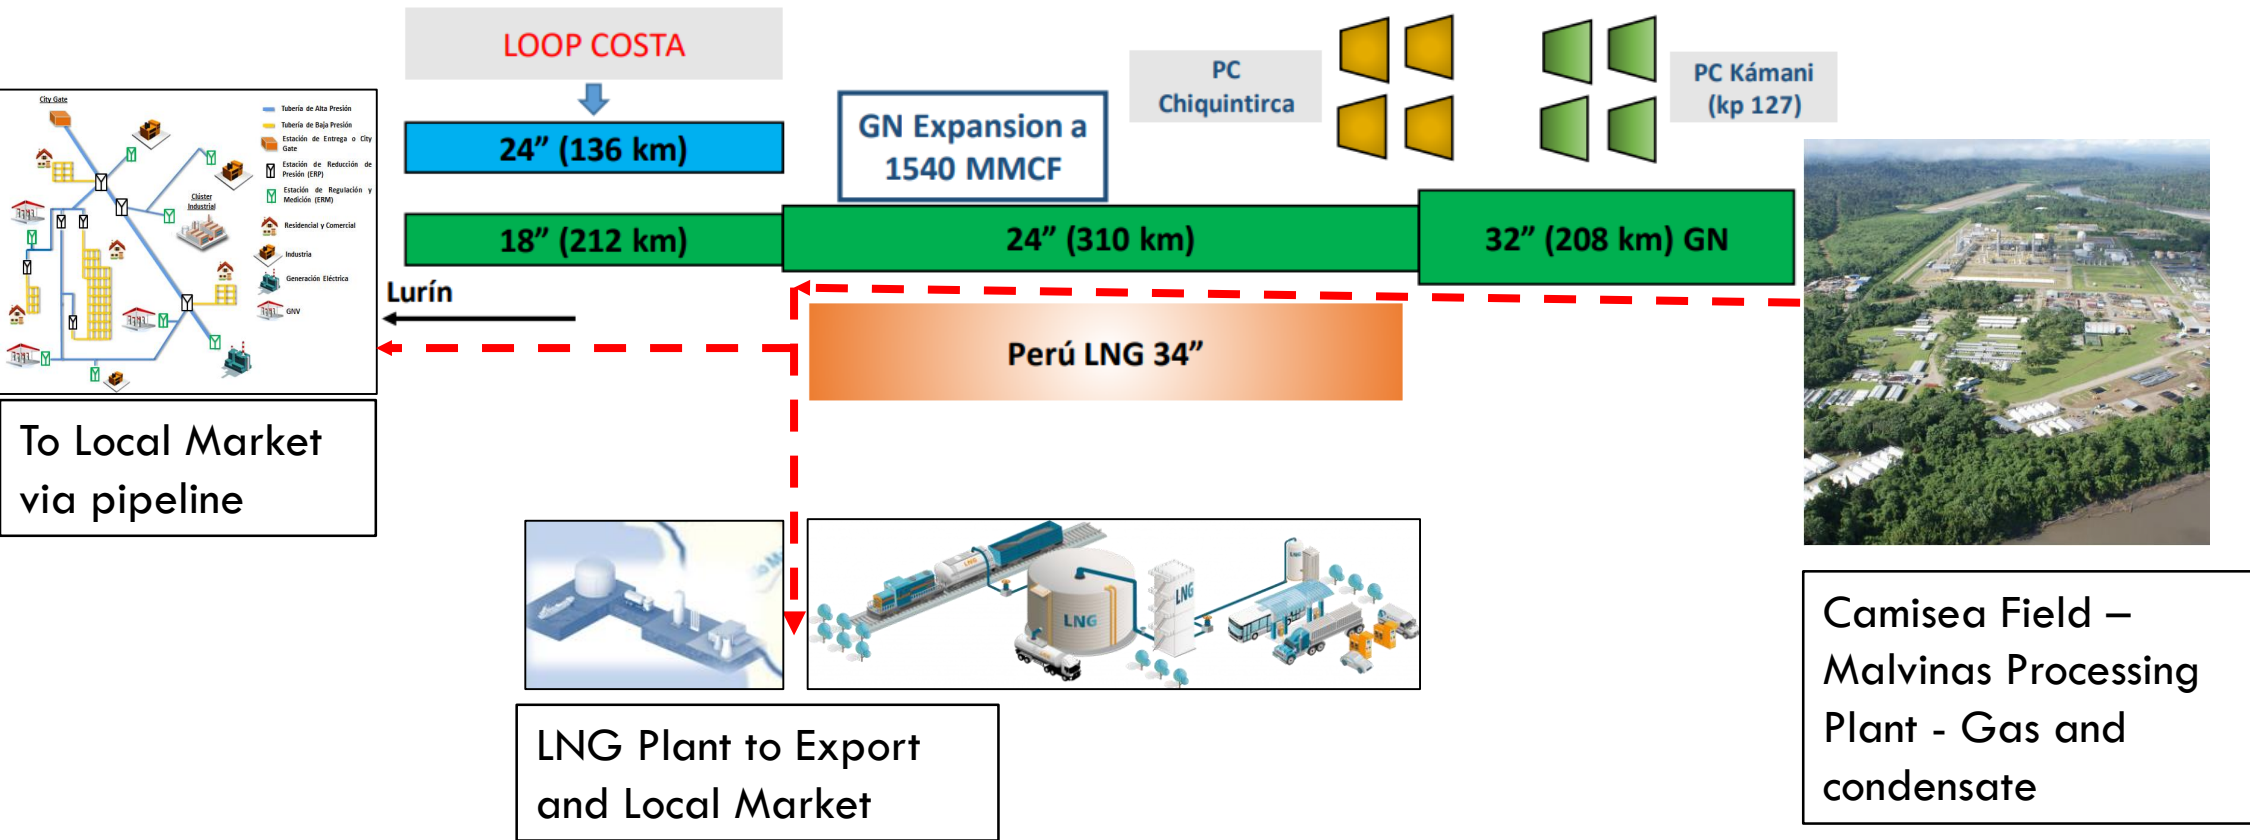 LOOP COSTA
PC
Chiquintirca
PC Kámani
(kp 127)
City Gate
Tubería de Alta Presión
Tubería de Baja Presión
Estación de Entrega o City
Gate
Estación de Reducción de
Presión (ERP)
Estación de Regulación y
Medición (ERM)
Residencial y Comercial
Industria
Generación Eléctrica
GNV
Clúster
Industrial
24” (136 km)
GN Expansion a
1540 MMCF
18” (212 km)
24” (310 km)
32” (208 km) GN
Lurín
Perú LNG 34”
To Local Market
via pipeline
LNG
LNG
LNG
LNG
LNG Plant to Export
and Local Market
Camisea Field –
Malvinas Processing
Plant - Gas and
condensate